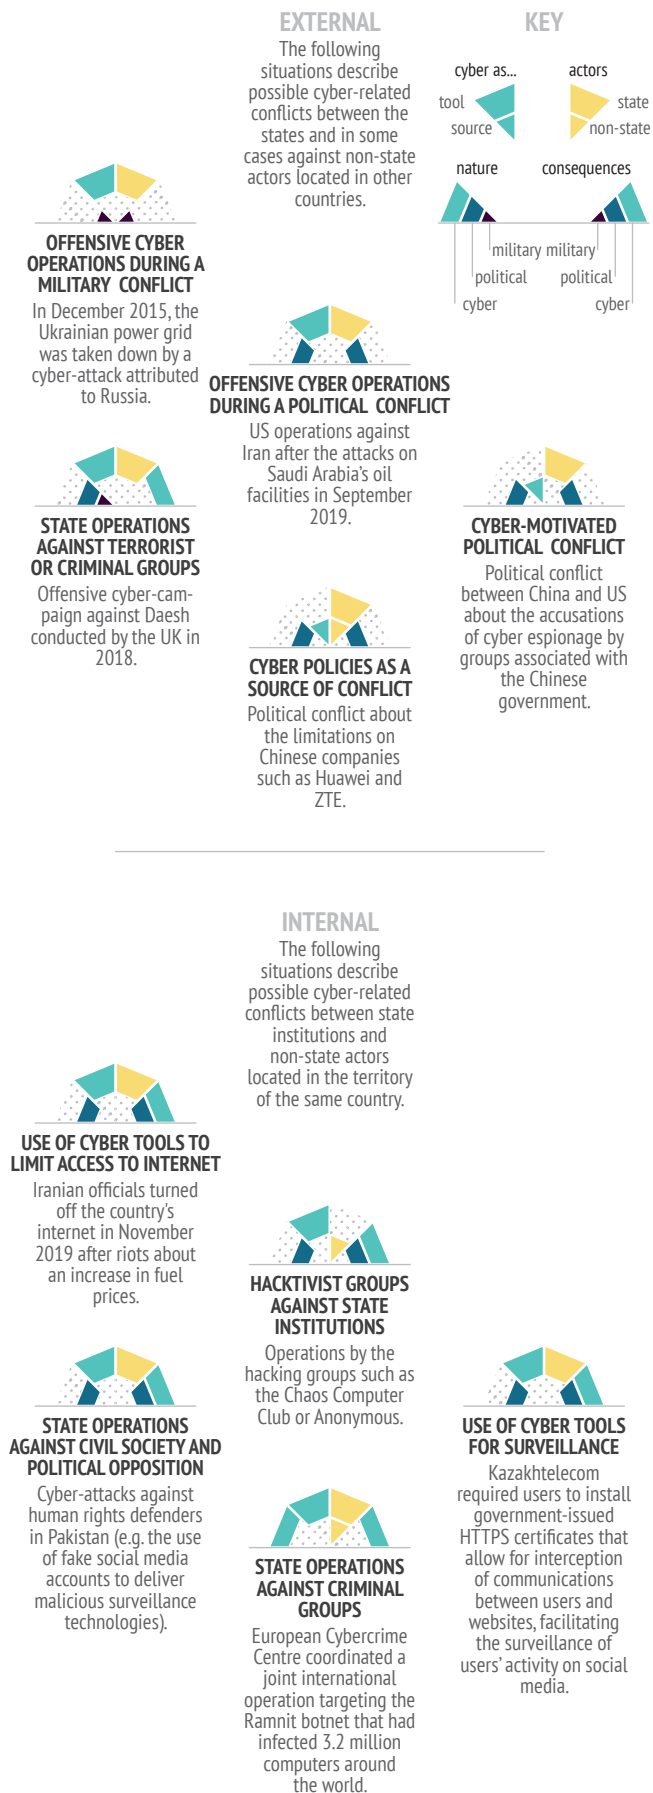 EXTERNAL
The following
situations describe
possible cyber-related
conflicts between the
states and in some
cases against non-state
actors located in other
countries.
KEY
cyber as...
actors
tool
source
state
non-state
nature
consequences
military
military
political
political
cyber
cyber
OFFENSIVE CYBER
OPERATIONS DURING A
MILITARY CONFLICT
In December 2015, the
Ukrainian power grid
was taken down by a
cyber-attack attributed
to Russia.
OFFENSIVE CYBER OPERATIONS
DURING A POLITICAL CONFLICT
US operations against
Iran after the attacks on
Saudi Arabia's oil
facilities in September
2019.
STATE OPERATIONS
AGAINST TERRORIST
OR CRIMINAL GROUPS
Offensive cyber-cam-
paign against Daesh
conducted by the UK in
2018.
CYBER-MOTIVATED
POLITICAL CONFLICT
Political conflict
between China and US
about the accusations
of cyber espionage by
groups associated with
the Chinese
government.
CYBER POLICIES AS A
SOURCE OF CONFLICT
Political conflict about
the limitations on
Chinese companies
such as Huawei and
ZTE.
INTERNAL
The following
situations describe
possible cyber-related
conflicts between state
institutions and
non-state actors
located in the territory
of the same country.
USE OF CYBER TOOLS TO
LIMIT ACCESS TO INTERNET
Iranian officials turned
off the country's
internet in November
2019 after riots about
an increase in fuel
prices.
HACKTIVIST GROUPS
AGAINST STATE
INSTITUTIONS
Operations by the
hacking groups such as
the Chaos Computer
Club or Anonymous.
STATE OPERATIONS
AGAINST CIVIL SOCIETY AND
POLITICAL OPPOSITION
Cyber-attacks against
human rights defenders
in Pakistan (e.g. the use
of fake social media
accounts to deliver
malicious surveillance
technologies).
USE OF CYBER TOOLS
FOR SURVEILLANCE
Kazakhtelecom
required users to install
government-issued
HTTPS certificates that
allow for interception
of communications
between users and
websites, facilitating
the surveillance of
users' activity on social
media.
STATE OPERATIONS
AGAINST CRIMINAL
GROUPS
European Cybercrime
Centre coordinated a
joint international
operation targeting the
Ramnit botnet that had
infected 3.2 million
computers around
the world.